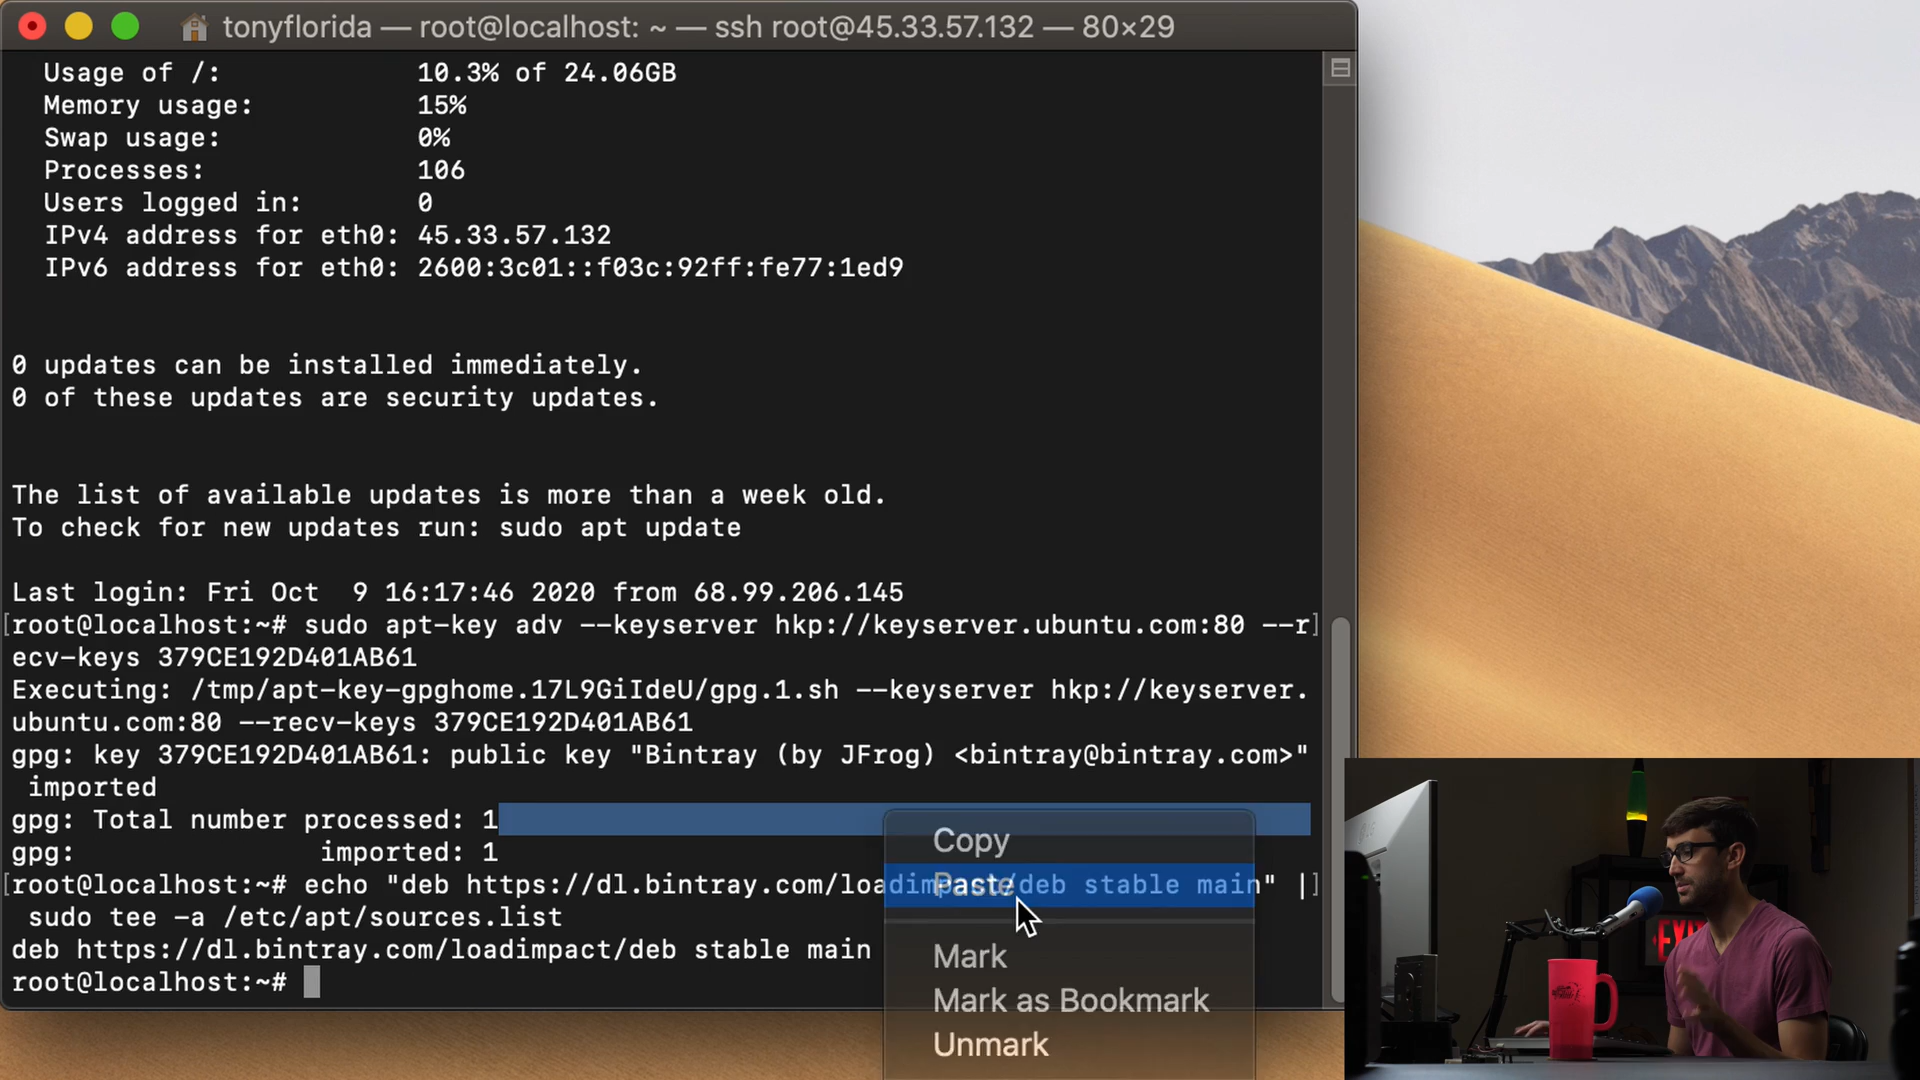 tonyflorida — root@localhost: ~ — ssh root@45.33.57.132 — 80×29
Usage of /: 10.3% of 24.06GB
Memory usage: 15%
Swap usage: 0%
Processes: 106
Users logged in: 0
IPv4 address for eth0: 45.33.57.132
IPv6 address for eth0: 2600:3c01::f03c:92ff:fe77:1ed9
0 updates can be installed immediately.
0 of these updates are security updates.
The list of available updates is more than a week old.
To check for new updates run: sudo apt update
Last login: Fri Oct  9 16:17:46 2020 from 68.99.206.145
[root@localhost:~# sudo apt-key adv --keyserver hkp://keyserver.ubuntu.com:80 --r]
ecv-keys 379CE192D401AB61
Executing: /tmp/apt-key-gpghome.17L9GiIdeU/gpg.1.sh --keyserver hkp://keyserver.
ubuntu.com:80 --recv-keys 379CE192D401AB61
gpg: key 379CE192D401AB61: public key "Bintray (by JFrog) <bintray@bintray.com>"
imported
gpg: Total number processed: 1
gpg: imported: 1
[root@localhost:~# echo "deb https://dl.bintray.com/loadimpact/deb stable main" |]
sudo tee -a /etc/apt/sources.list
deb https://dl.bintray.com/loadimpact/deb stable main
root@localhost:~#
Copy
Paste
Mark
Mark as Bookmark
Unmark